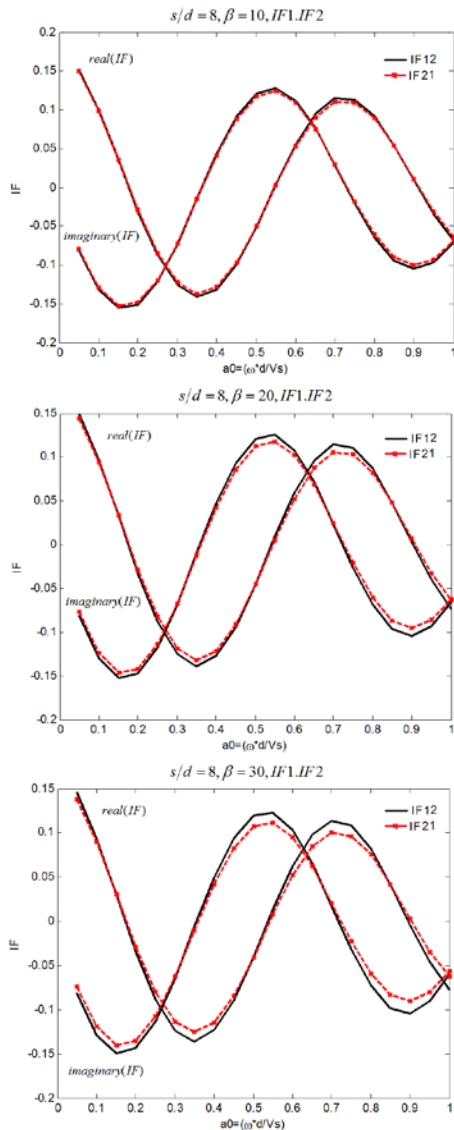 s/d = 8, β = 10, IF1.IF2
0.2
0.15
0.1
0.05
0
-0.05
-0.1
-0.15
-0.2
IF
real(IF)
imaginary(IF)
IF12
IF21
0 0.1 0.2 0.3 0.4 0.5 0.6 0.7 0.8 0.9 1
a0=(ω*d/Vs)
s/d = 8, β = 20, IF1.IF2
0.15
0.1
0.05
0
-0.05
-0.1
-0.15
-0.2
IF
real(IF)
imaginary(IF)
IF12
IF21
0 0.1 0.2 0.3 0.4 0.5 0.6 0.7 0.8 0.9 1
a0=(ω*d/Vs)
s/d = 8, β = 30, IF1.IF2
0.15
0.1
0.05
0
-0.05
-0.1
-0.15
-0.2
IF
real(IF)
imaginary(IF)
IF12
IF21
0 0.1 0.2 0.3 0.4 0.5 0.6 0.7 0.8 0.9 1
a0=(ω*d/Vs)